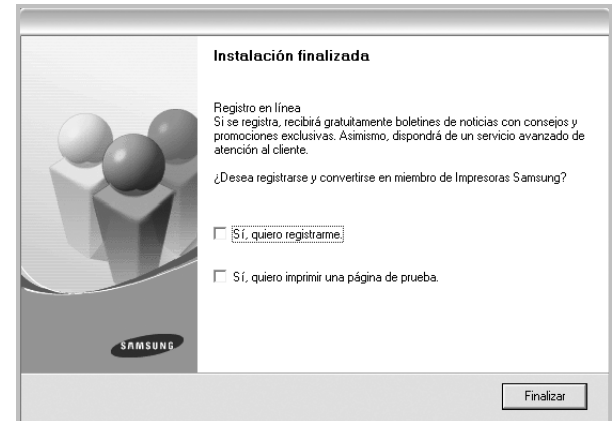 Instalación finalizada
Registro en línea
Si se registra, recibirá gratuitamente boletines de noticias con consejos y
promociones exclusivas. Asimismo, dispondrá de un servicio avanzado de
atención al cliente.
¿Desea registrarse y convertirse en miembro de Impresoras Samsung?
Sí, quiero registrarme.
Sí, quiero imprimir una página de prueba.
SAMSUNG
Finalizar